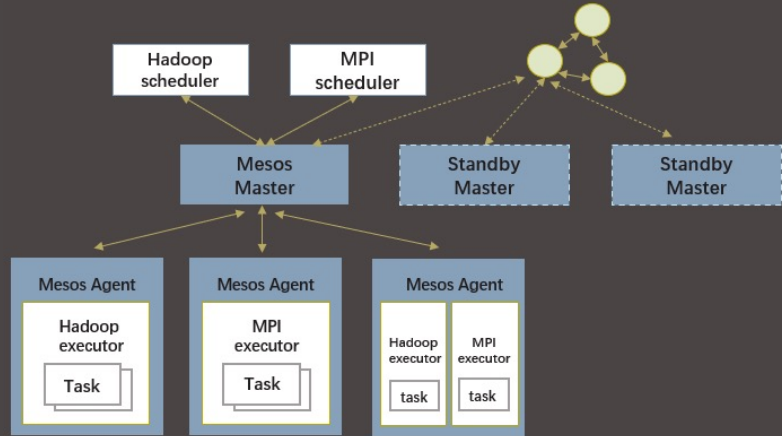 Hadoop
scheduler
MPI
scheduler
Mesos
Master
Standby
Master
Standby
Master
Mesos Agent
Hadoop
executor
Task
Mesos Agent
MPI
executor
Task
Mesos Agent
Hadoop
executor
task
MPI
executor
task